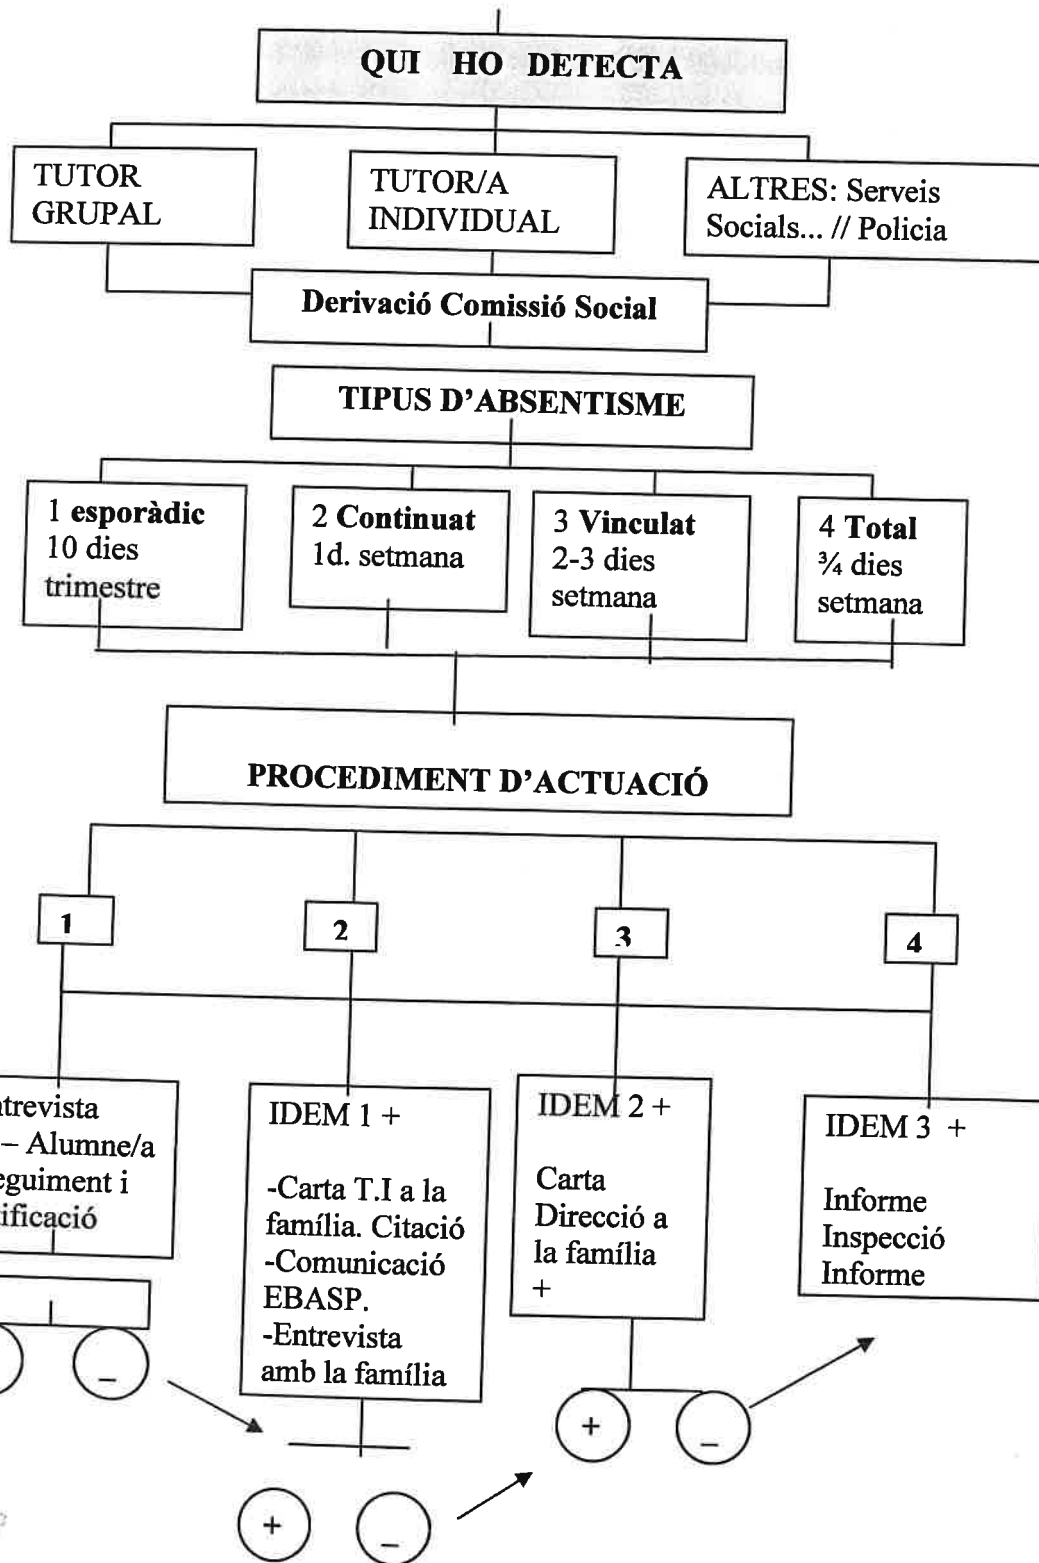 QUI HO DETECTA
TUTOR
GRUPAL
TUTOR/A
INDIVIDUAL
ALTRES: Serveis
Socials... // Policia
Derivació Comissió Social
TIPUS D'ABSENTISME
1 esporàdic
10 dies
trimestre
2 Continuat
1d. setmana
3 Vinculat
2-3 dies
setmana
4 Total
¾ dies
setmana
PROCEDIMENT D'ACTUACIÓ
1
2
3
4
– Alumne/a
i
IDEM 1 +
-Carta T.I a la
família. Citació
-Comunicació
EBASP.
-Entrevista
amb la família
IDEM 2 +
Carta
Direcció a
la família
+
IDEM 3 +
Informe
Inspecció
Informe
–
+
–
+
–